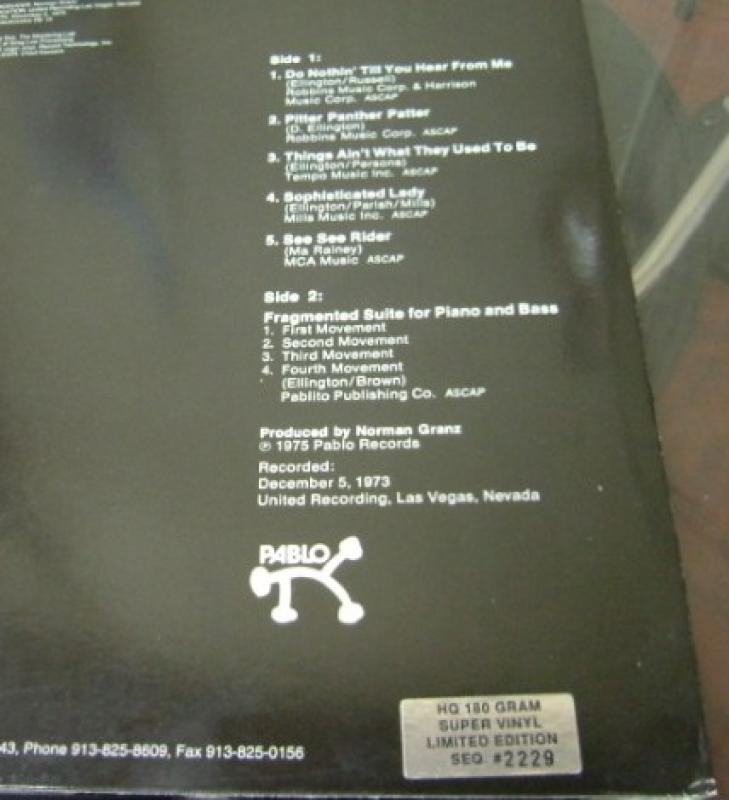 Side 1:
1. Do Nothin' Till You Hear From Me
(Ellington/Russell)
Robbins Music Corp. & Harrison
Music Corp. ASCAP
2. Pitter Panther Patter
(D. Ellington)
Robbins Music Corp. ASCAP
3. Things Ain't What They Used To Be
(Ellington/Persons)
Tempo Music Inc. ASCAP
4. Sophisticated Lady
(Ellington/Parish/Mills)
Mills Music Inc. ASCAP
5. See See Rider
(Ma Rainey)
MCA Music ASCAP
Side 2:
Fragmented Suite for Piano and Bass
1. First Movement
2. Second Movement
3. Third Movement
4. Fourth Movement
(Ellington/Brown)
Pablito Publishing Co. ASCAP
Produced by Norman Granz
℗ 1975 Pablo Records
Recorded:
December 5, 1973
United Recording, Las Vegas, Nevada
PABLO
43, Phone 913-825-8609, Fax 913-825-0156
HQ 180 GRAM
SUPER VINYL
LIMITED EDITION
SEQ. #2229